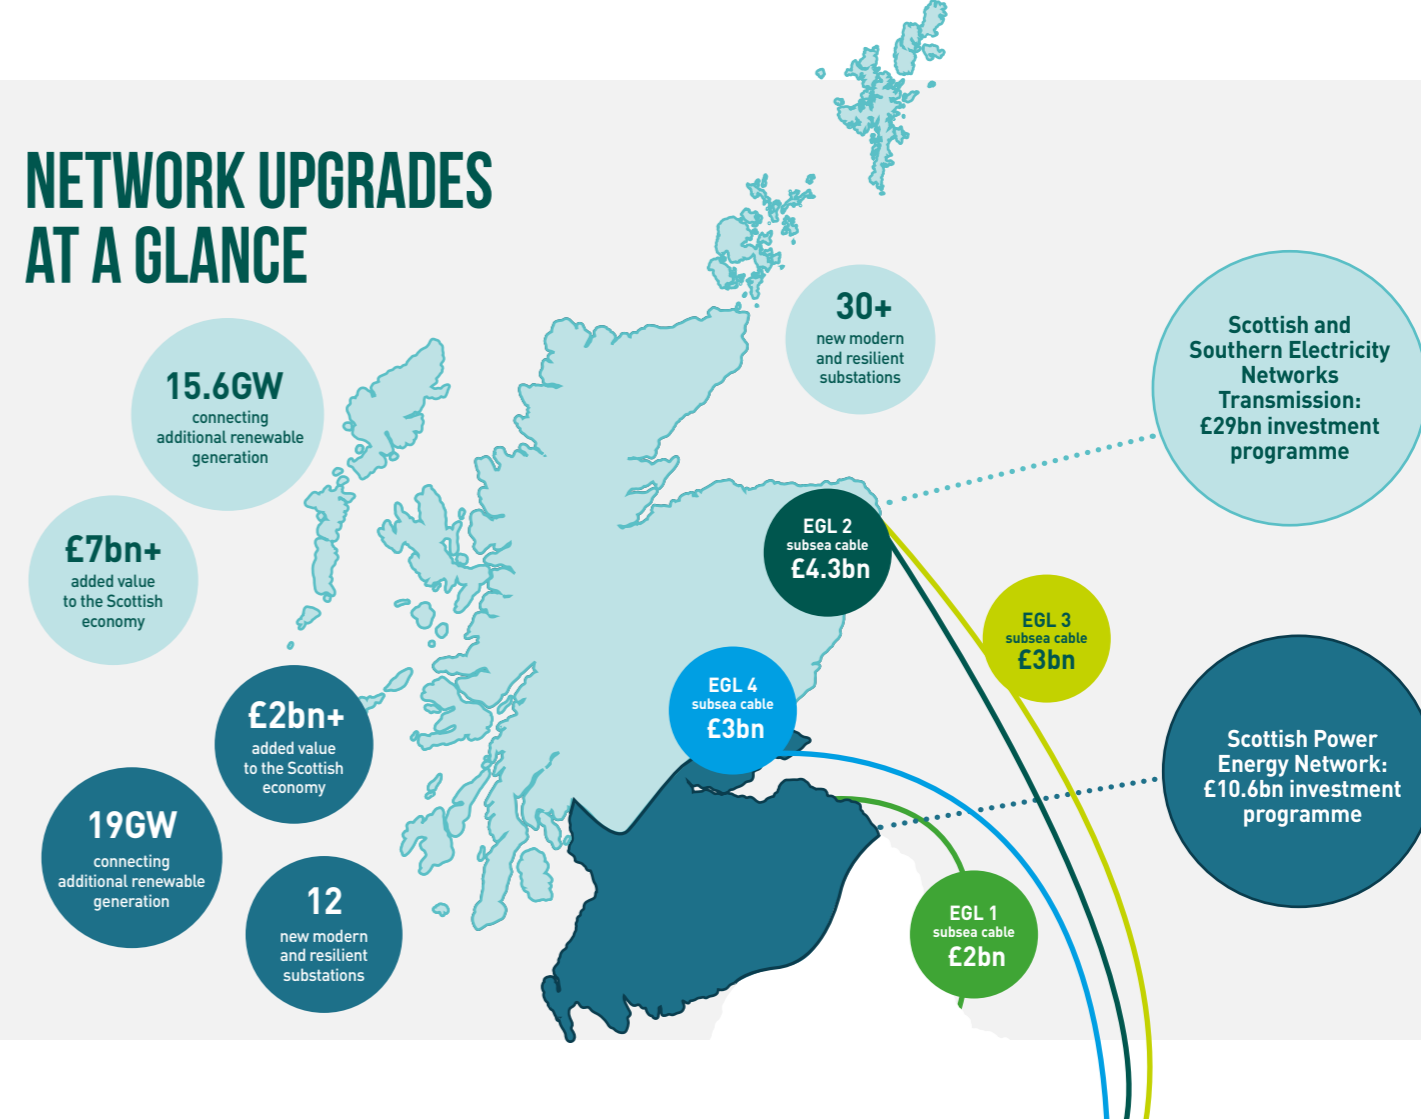 NETWORK UPGRADES
AT A GLANCE
30+
new modern
and resilient
substations
Scottish and
Southern Electricity
Networks
Transmission:
£29bn investment
programme
15.6GW
connecting
additional renewable
generation
£7bn+
added value
to the Scottish
economy
EGL 2
subsea cable
£4.3bn
EGL 3
subsea cable
£3bn
EGL 4
subsea cable
£3bn
£2bn+
added value
to the Scottish
economy
Scottish Power
Energy Network:
£10.6bn investment
programme
19GW
connecting
additional renewable
generation
12
new modern
and resilient
substations
EGL 1
subsea cable
£2bn